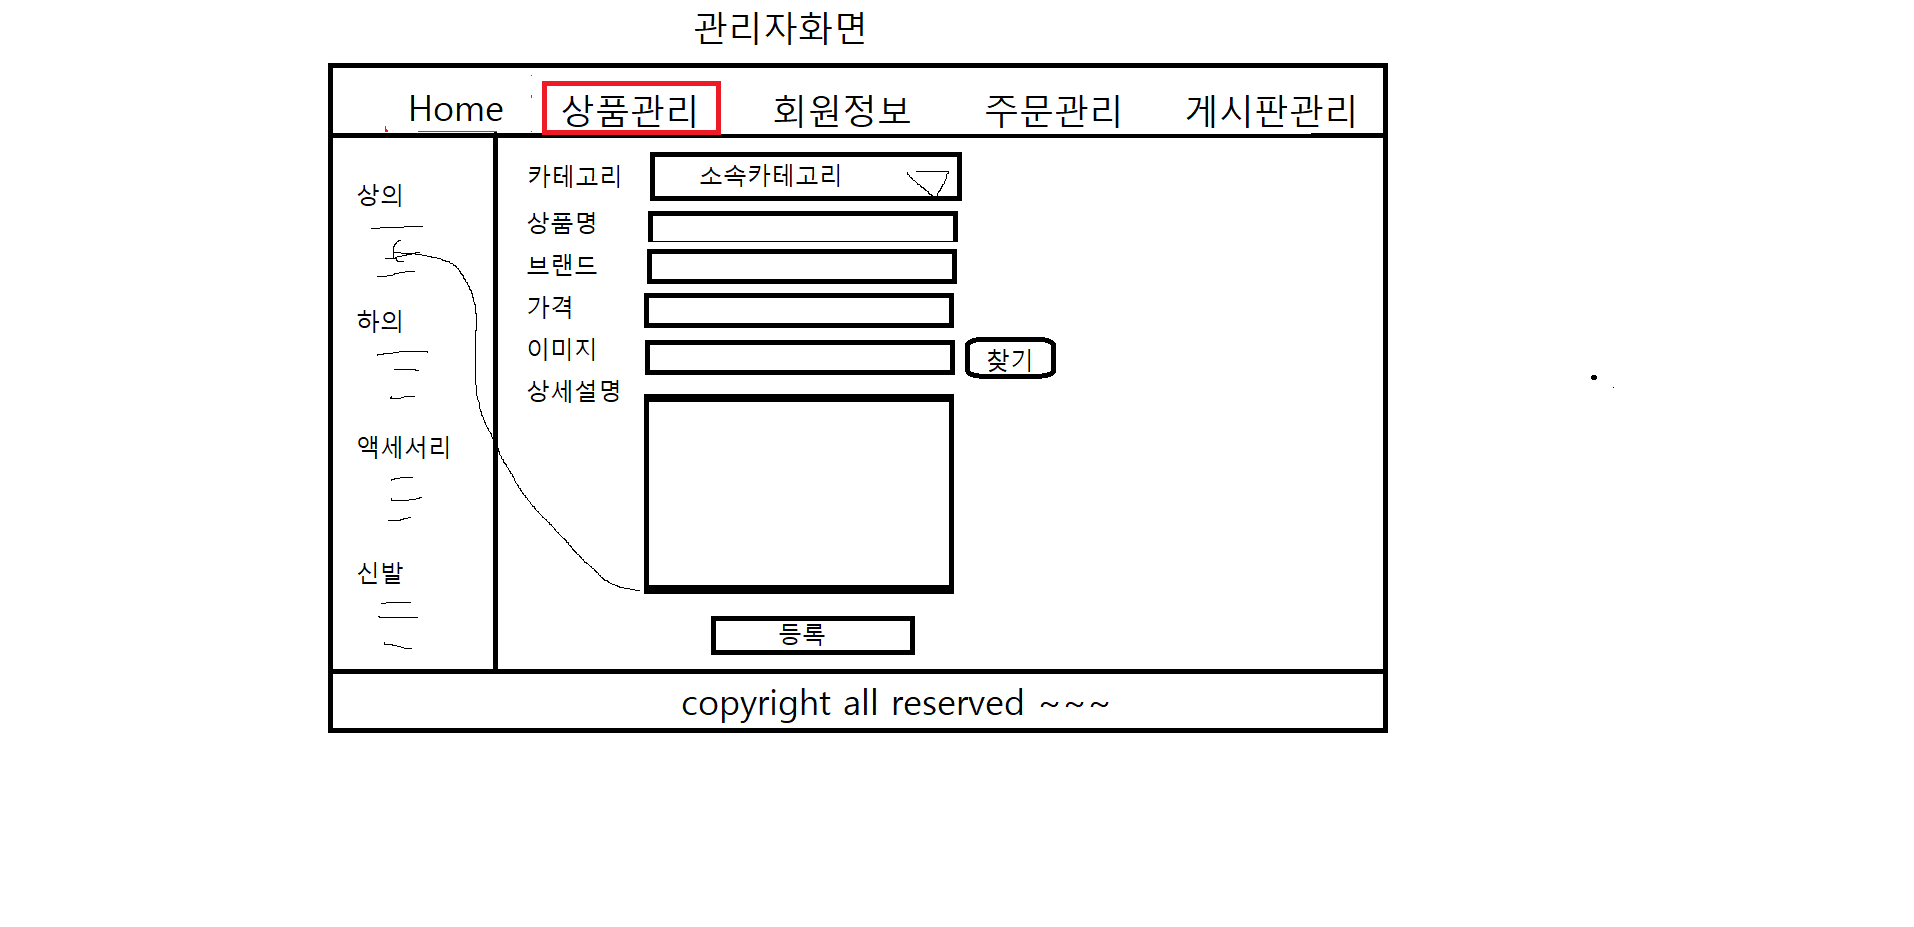 관리자화면
Home 상품관리 회원정보 주문관리 게시판관리
상의
하의
액세서리
신발
카테고리 소속카테고리
상품명
브랜드
가격
이미지 찾기
상세설명
등록
copyright all reserved ~~~